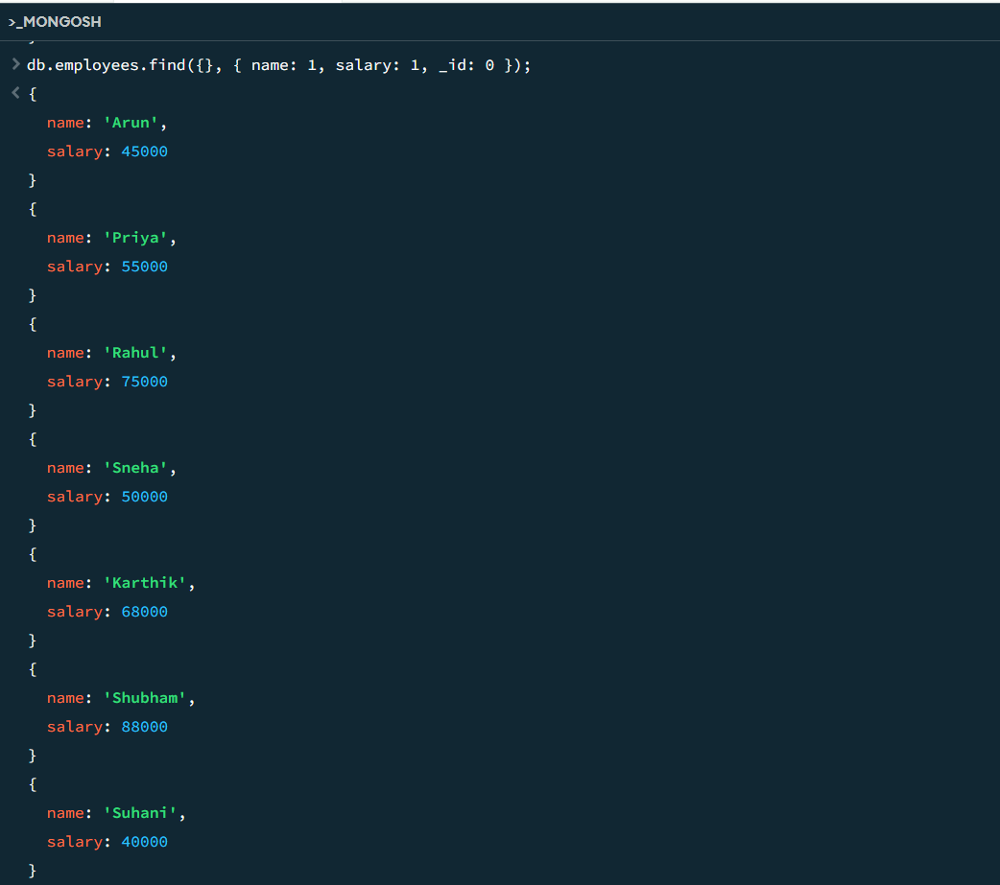 >_MONGOSH
> db.employees.find({}, { name: 1, salary: 1, _id: 0 });
< {
name: 'Arun',
salary: 45000
}
{
name: 'Priya',
salary: 55000
}
{
name: 'Rahul',
salary: 75000
}
{
name: 'Sneha',
salary: 50000
}
{
name: 'Karthik',
salary: 68000
}
{
name: 'Shubham',
salary: 88000
}
{
name: 'Suhani',
salary: 40000
}